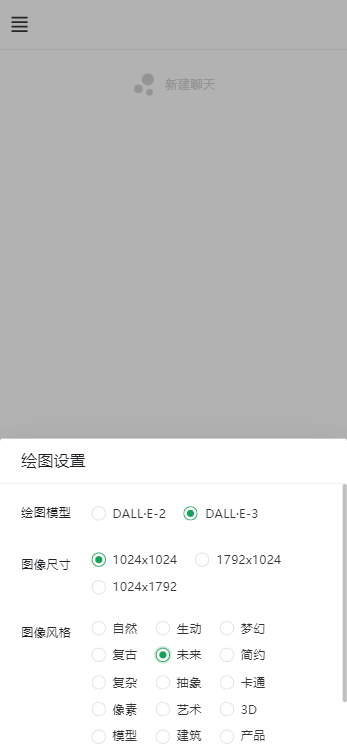 新建聊天
绘图设置
绘图模型 DALL·E-2 DALL·E-3
图像尺寸 1024x1024 1792x1024
1024x1792
图像风格 自然 生动 梦幻
复古 未来 简约
复杂 抽象 卡通
像素 艺术 3D
模型 建筑 产品